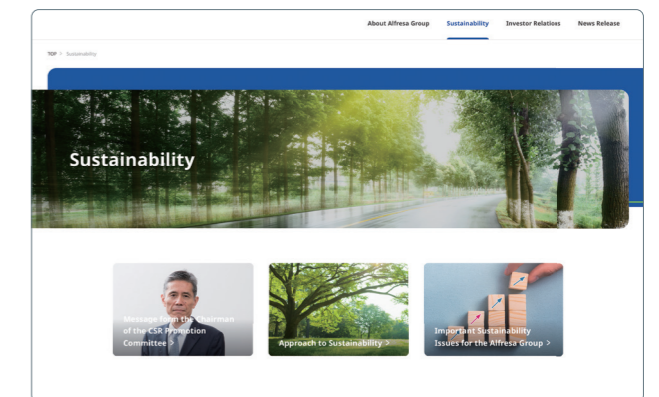 About Alfresa Group Sustainability Investor Relations News Release
TOP > Sustainability
Sustainability
Message form the Chairman
of the CSR Promotion
Committee >
Approach to Sustainability >
Important Sustainability
Issues for the Alfresa Group >